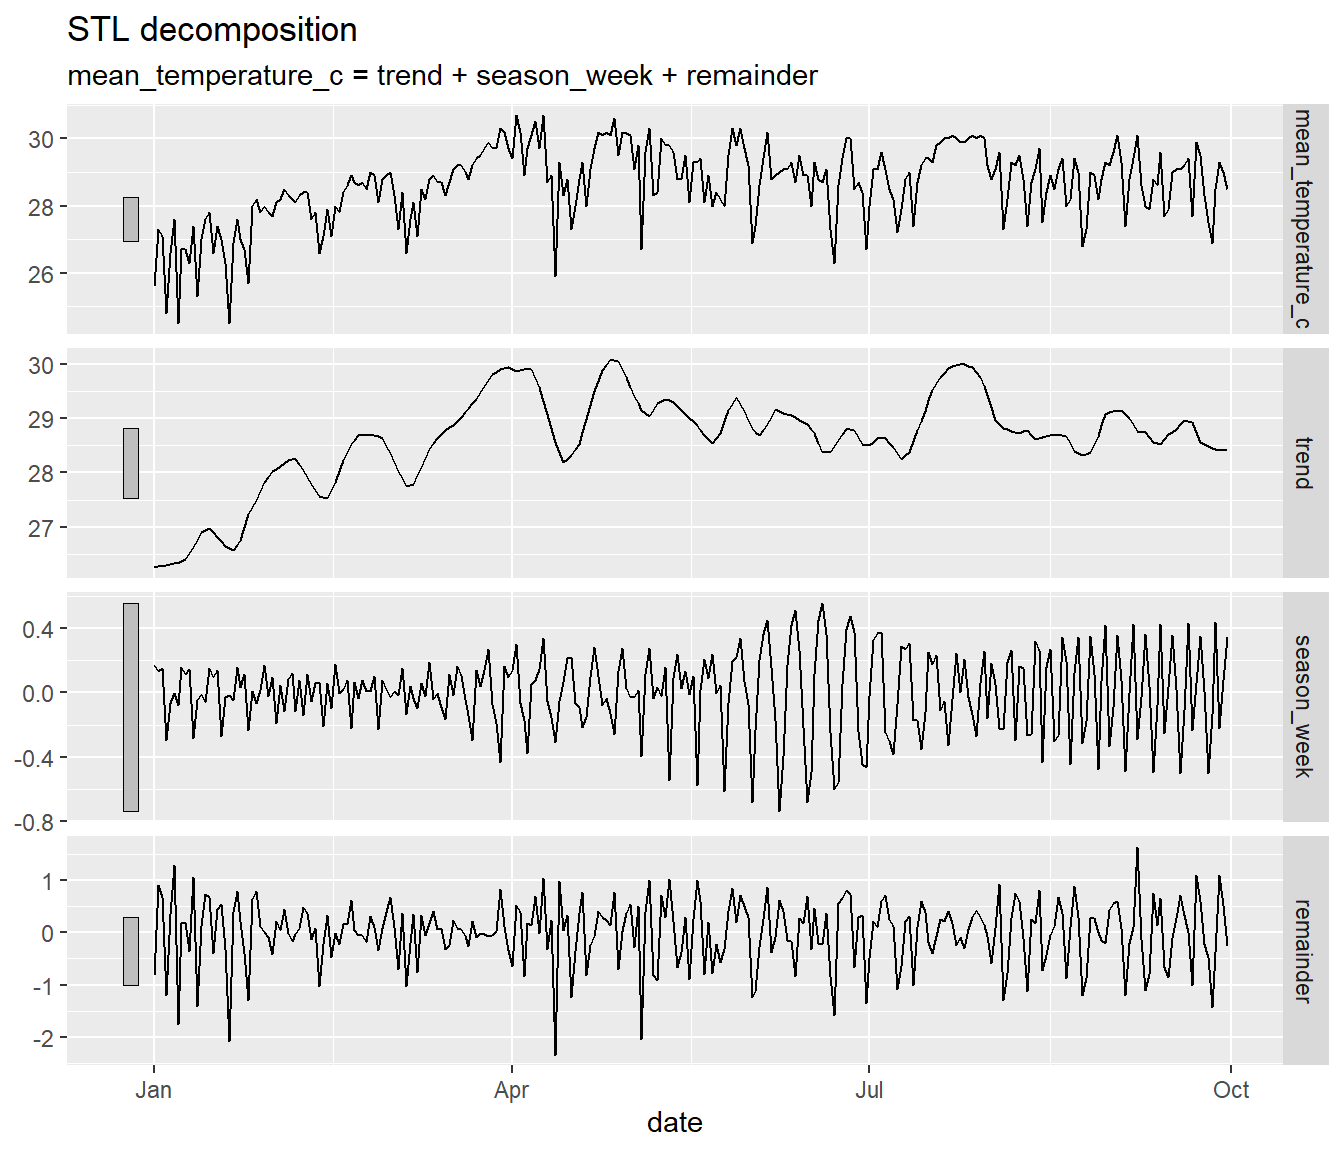 STL decomposition
mean_temperature_c = trend + season_week + remainder
30
28
26
mean_temperature_c
30
29
28
27
trend
0.4
0.0
-0.4
-0.8
season_week
1
0
-1
-2
remainder
Jan Apr Jul Oct
date